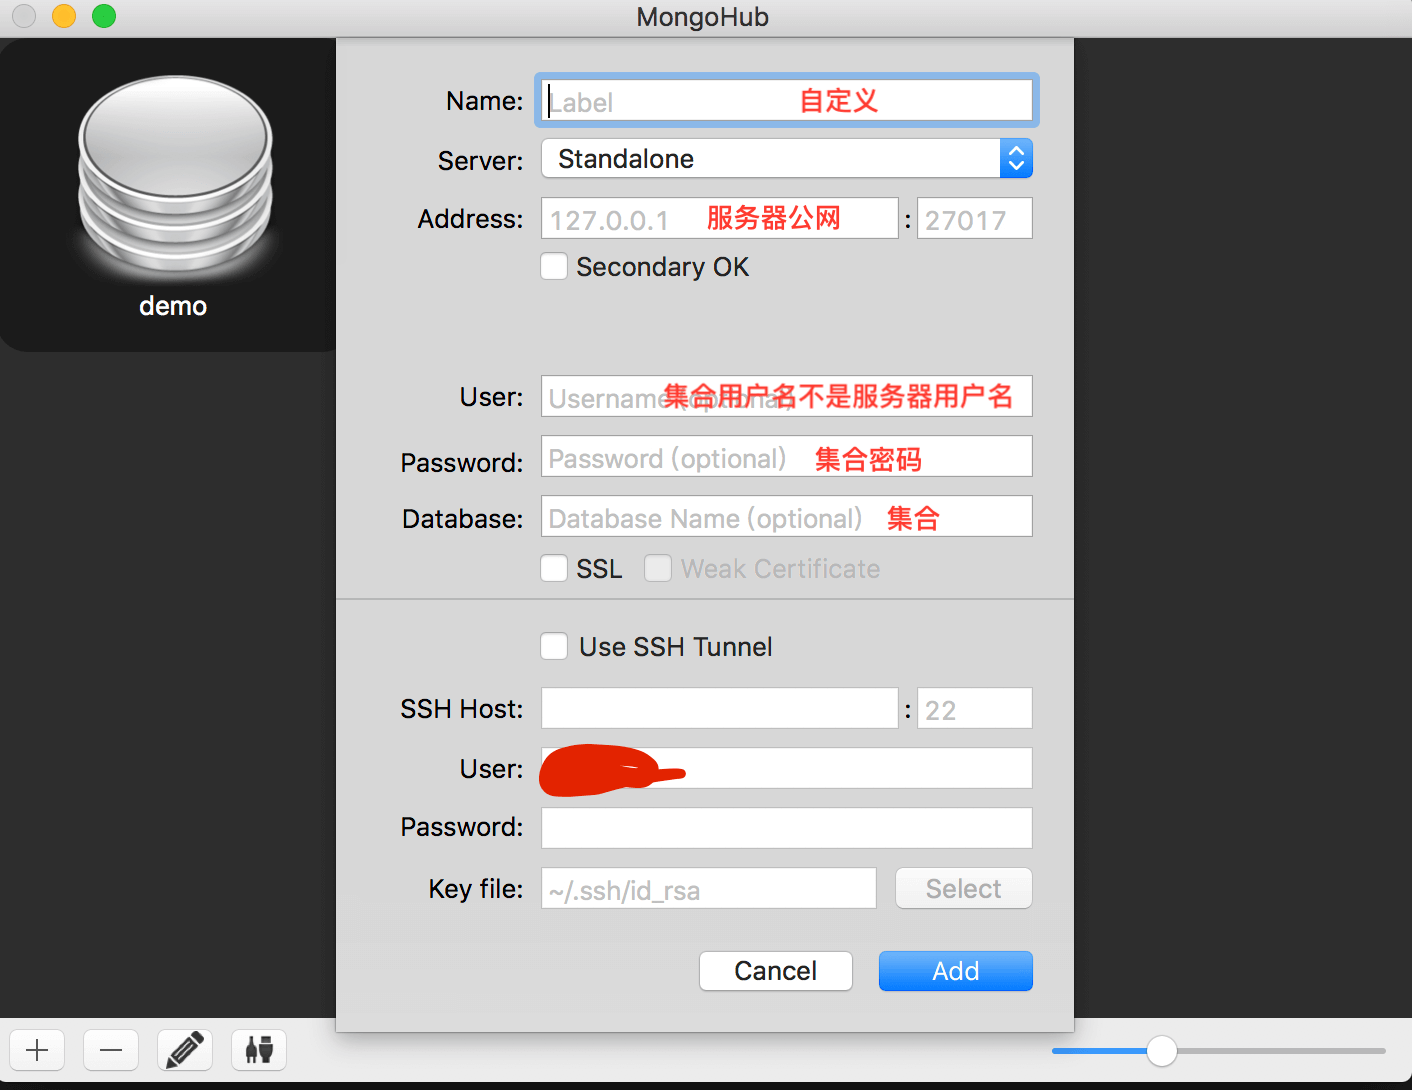 MongoHub
demo
Name: Label 自定义
Server: Standalone
Address: 127.0.0.1 服务器公网 : 27017
Secondary OK
User: Username (optional) 集合用户名不是服务器用户名
Password: Password (optional) 集合密码
Database: Database Name (optional) 集合
SSL Weak Certificate
Use SSH Tunnel
SSH Host: : 22
User:
Password:
Key file: ~/.ssh/id_rsa Select
Cancel Add